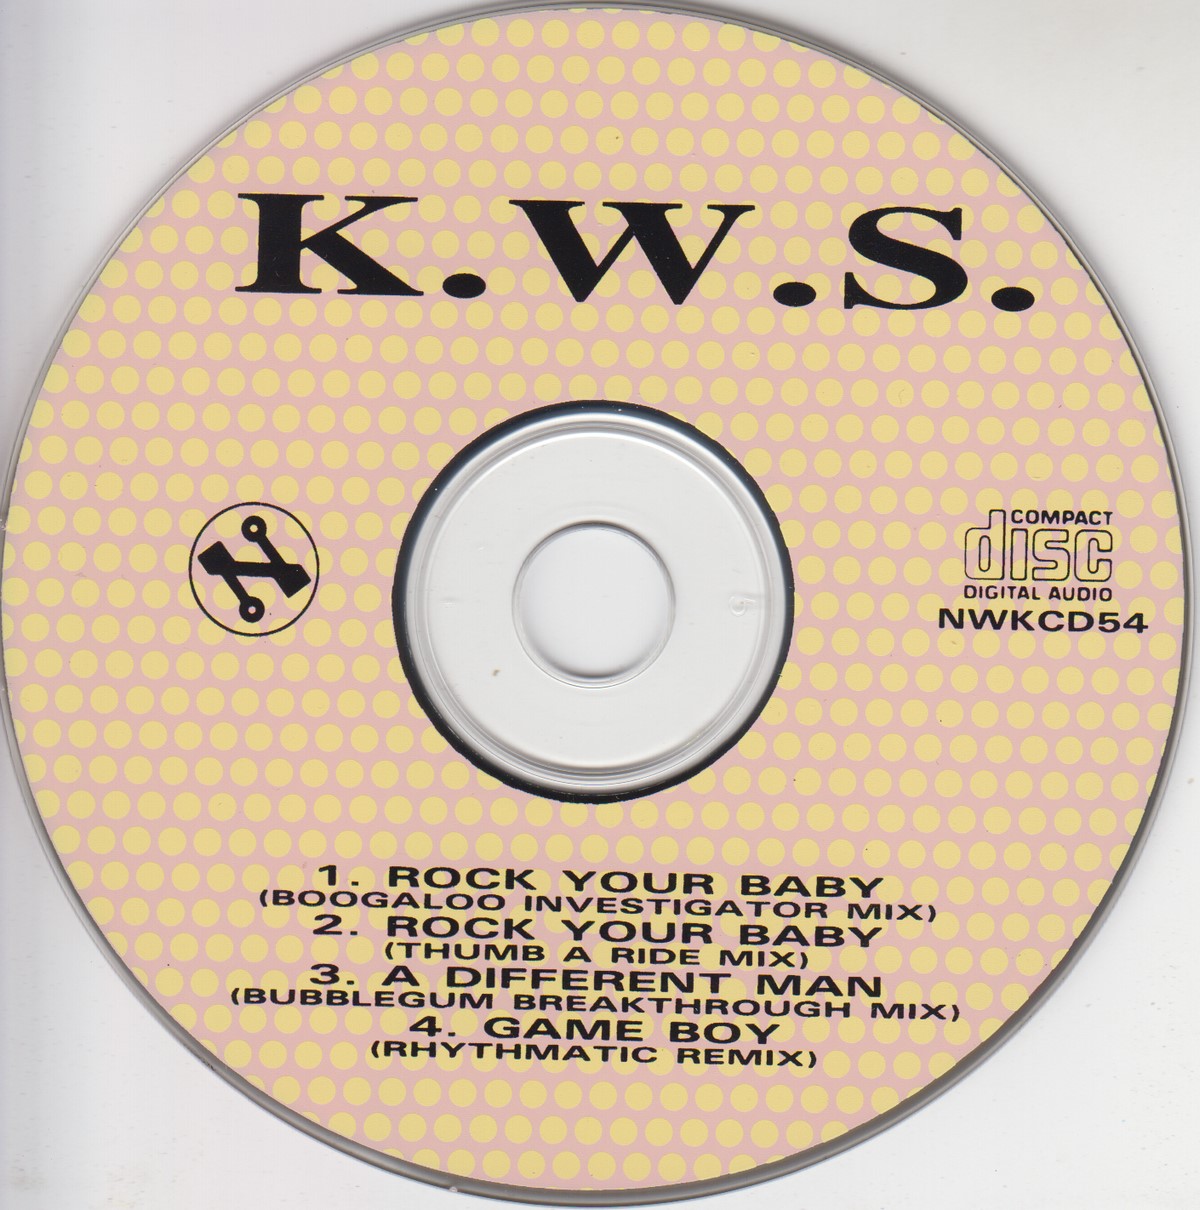 K.W.S.
N
COMPACT
disc
DIGITAL AUDIO
NWKCD54
1. ROCK YOUR BABY
(BOOGALOO INVESTIGATOR MIX)
2. ROCK YOUR BABY
(THUMB A RIDE MIX)
3. A DIFFERENT MAN
(BUBBLEGUM BREAKTHROUGH MIX)
4. GAME BOY
(RHYTHMATIC REMIX)